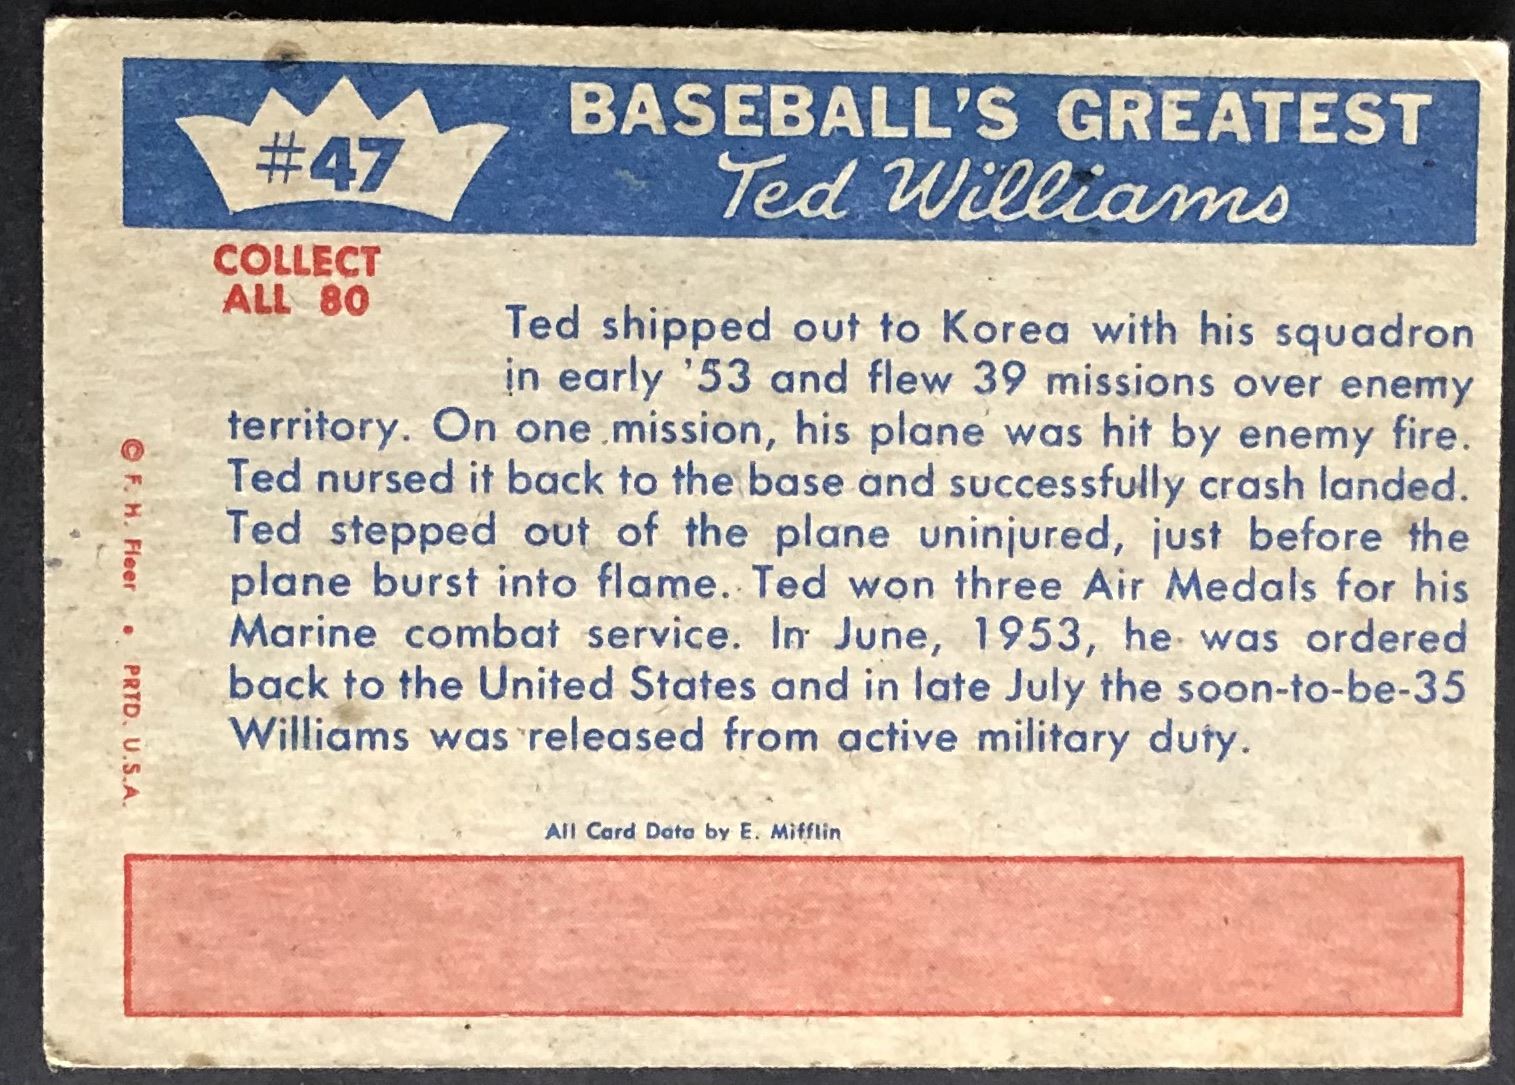 #47
BASEBALL'S GREATEST
Ted Williams
COLLECT
ALL 80
Ted shipped out to Korea with his squadron
in early '53 and flew 39 missions over enemy
territory. On one mission, his plane was hit by enemy fire.
Ted nursed it back to the base and successfully crash landed.
Ted stepped out of the plane uninjured, just before the
plane burst into flame. Ted won three Air Medals for his
Marine combat service. In June, 1953, he was ordered
back to the United States and in late July the soon-to-be-35
Williams was released from active military duty.
© F. H. Fleer • PRTD. U.S.A.
All Card Data by E. Mifflin